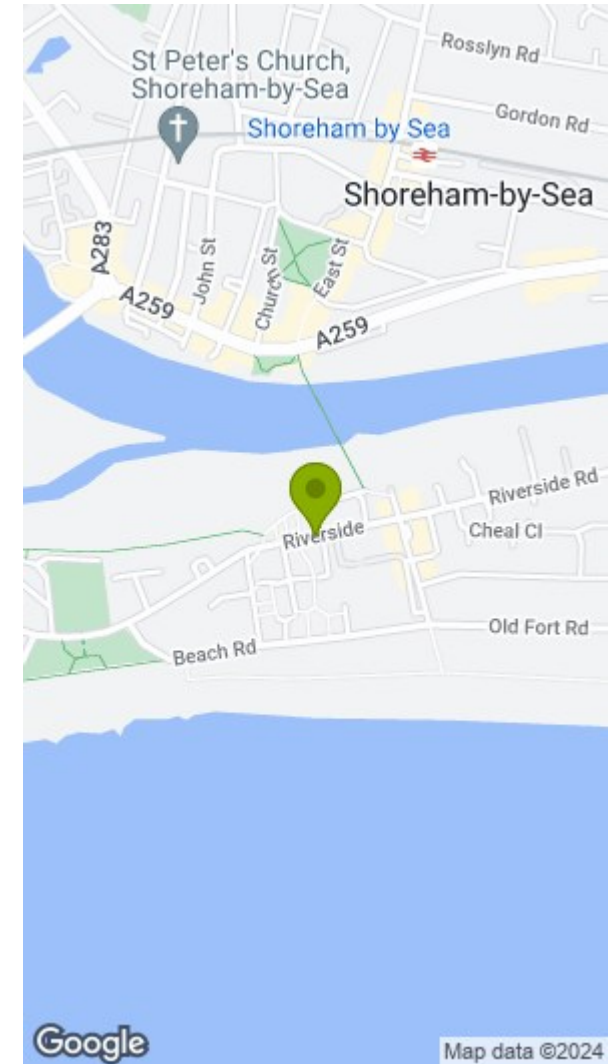 Rosslyn Rd
St Peter's Church,
Shoreham-by-Sea
Gordon Rd
Shoreham by Sea
Shoreham-by-Sea
A283
John St
Church St
East St
A259
A259
Riverside Rd
Riverside
Cheal Cl
Old Fort Rd
Beach Rd
Google
Map data ©2024